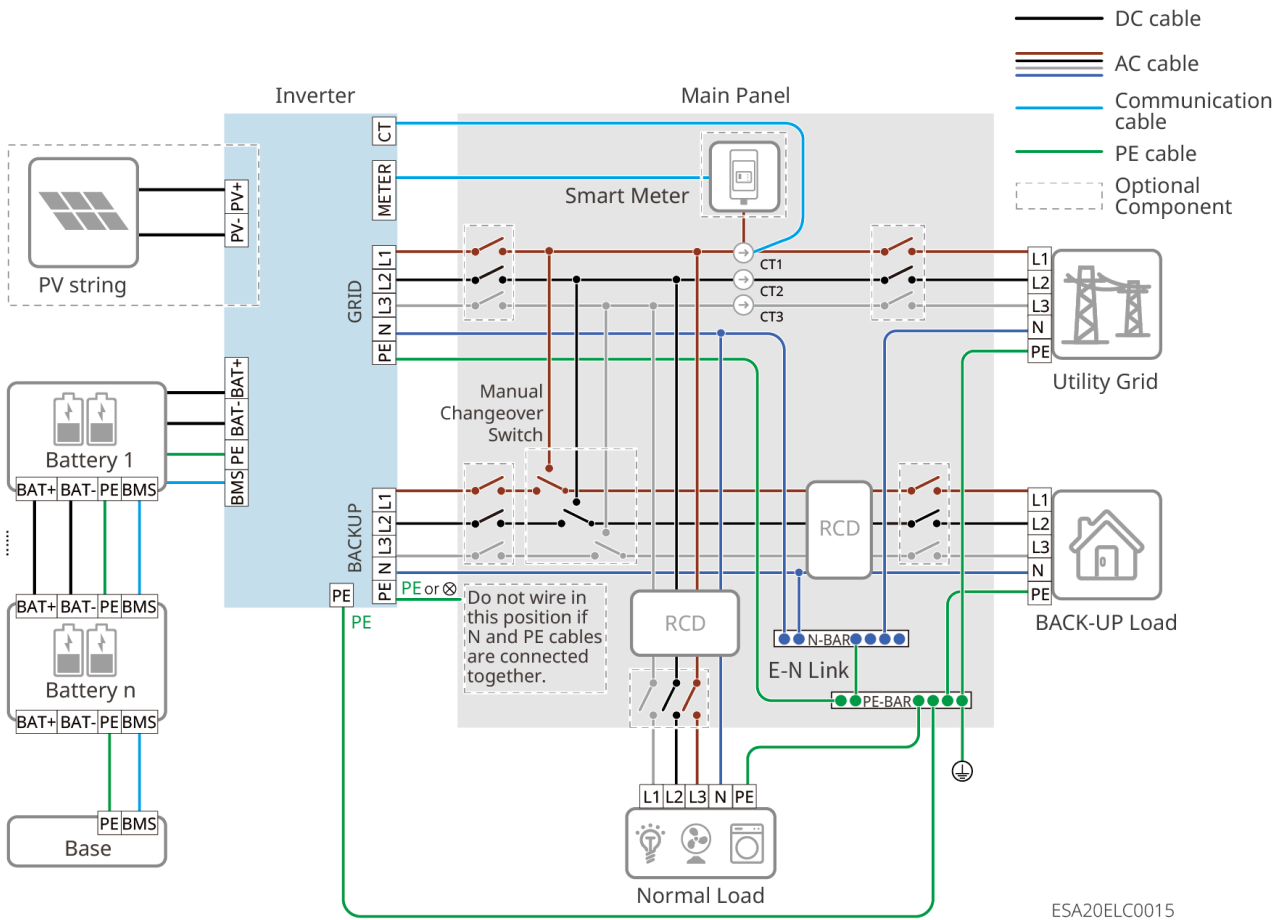 DC cable
AC cable
Communication
cable
PE cable
Optional
Component
Inverter
Main Panel
CT
METER
Smart Meter
PV+
PV-
PV string
GRID
L1
L2
L3
N
PE
CT1
CT2
CT3
L1
L2
L3
N
PE
Utility Grid
Manual
Changeover
Switch
BAT+
BAT-
PE
BMS
Battery 1
BAT+ BAT- PE BMS
......
BACKUP
L1
L2
L3
N
PE
RCD
L1
L2
L3
N
PE
BACK-UP Load
PE or ⊗
PE
PE
Do not wire in
this position if
N and PE cables
are connected
together.
RCD
N-BAR
E-N Link
PE-BAR
BAT+ BAT- PE BMS
Battery n
BAT+ BAT- PE BMS
PE BMS
Base
L1 L2 L3 N PE
Normal Load
ESA20ELC0015